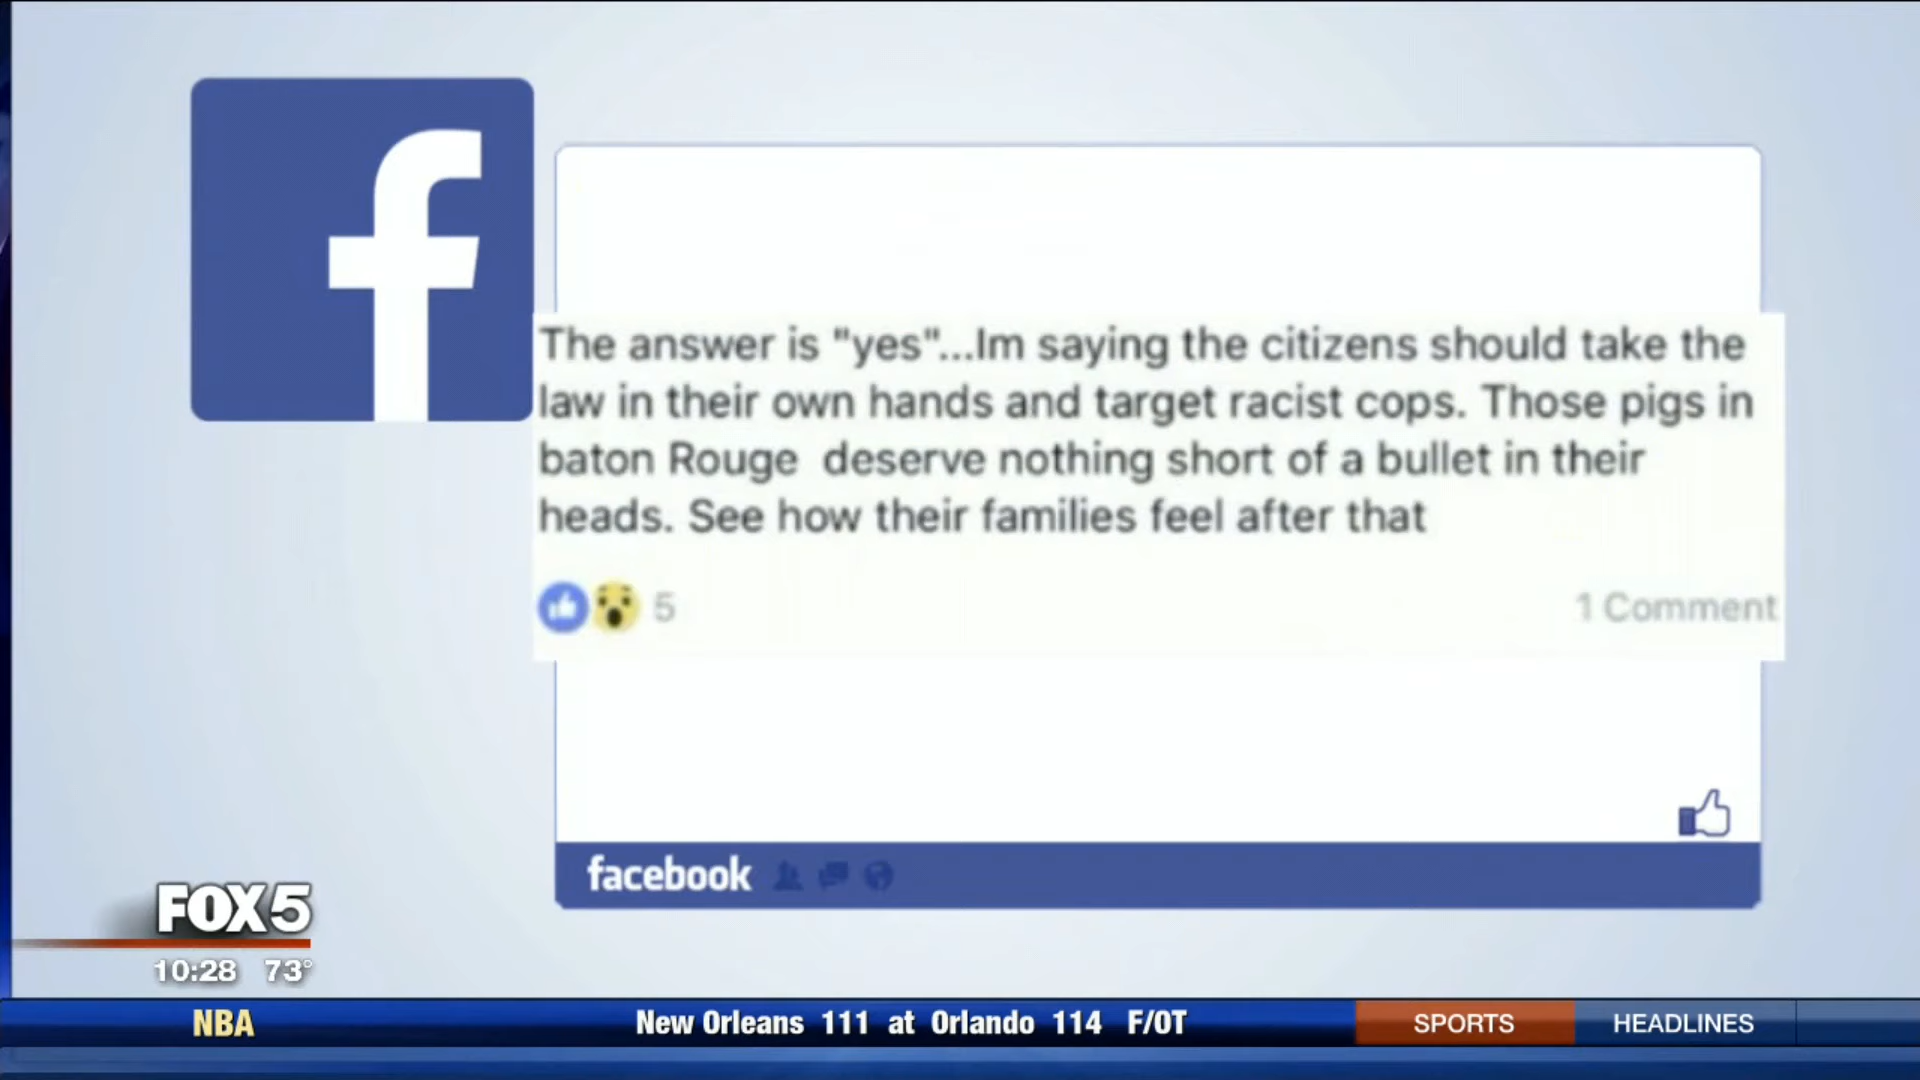 The answer is "yes"...Im saying the citizens should take the
law in their own hands and target racist cops. Those pigs in
baton Rouge  deserve nothing short of a bullet in their
heads. See how their families feel after that
5
1 Comment
facebook
FOX5
10:28 73°
NBA
New Orleans 111 at Orlando 114 F/OT
SPORTS
HEADLINES